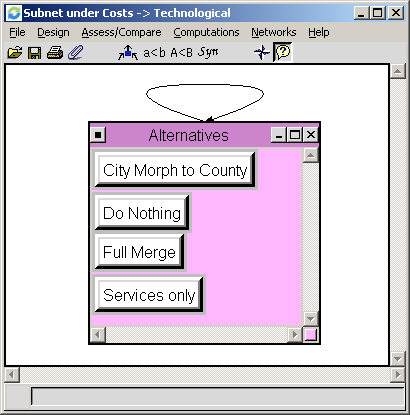 Subnet under Costs -> Technological
File Design Assess/Compare Computations Networks Help
a<b A<B Syn
Alternatives
City Morph to County
Do Nothing
Full Merge
Services only